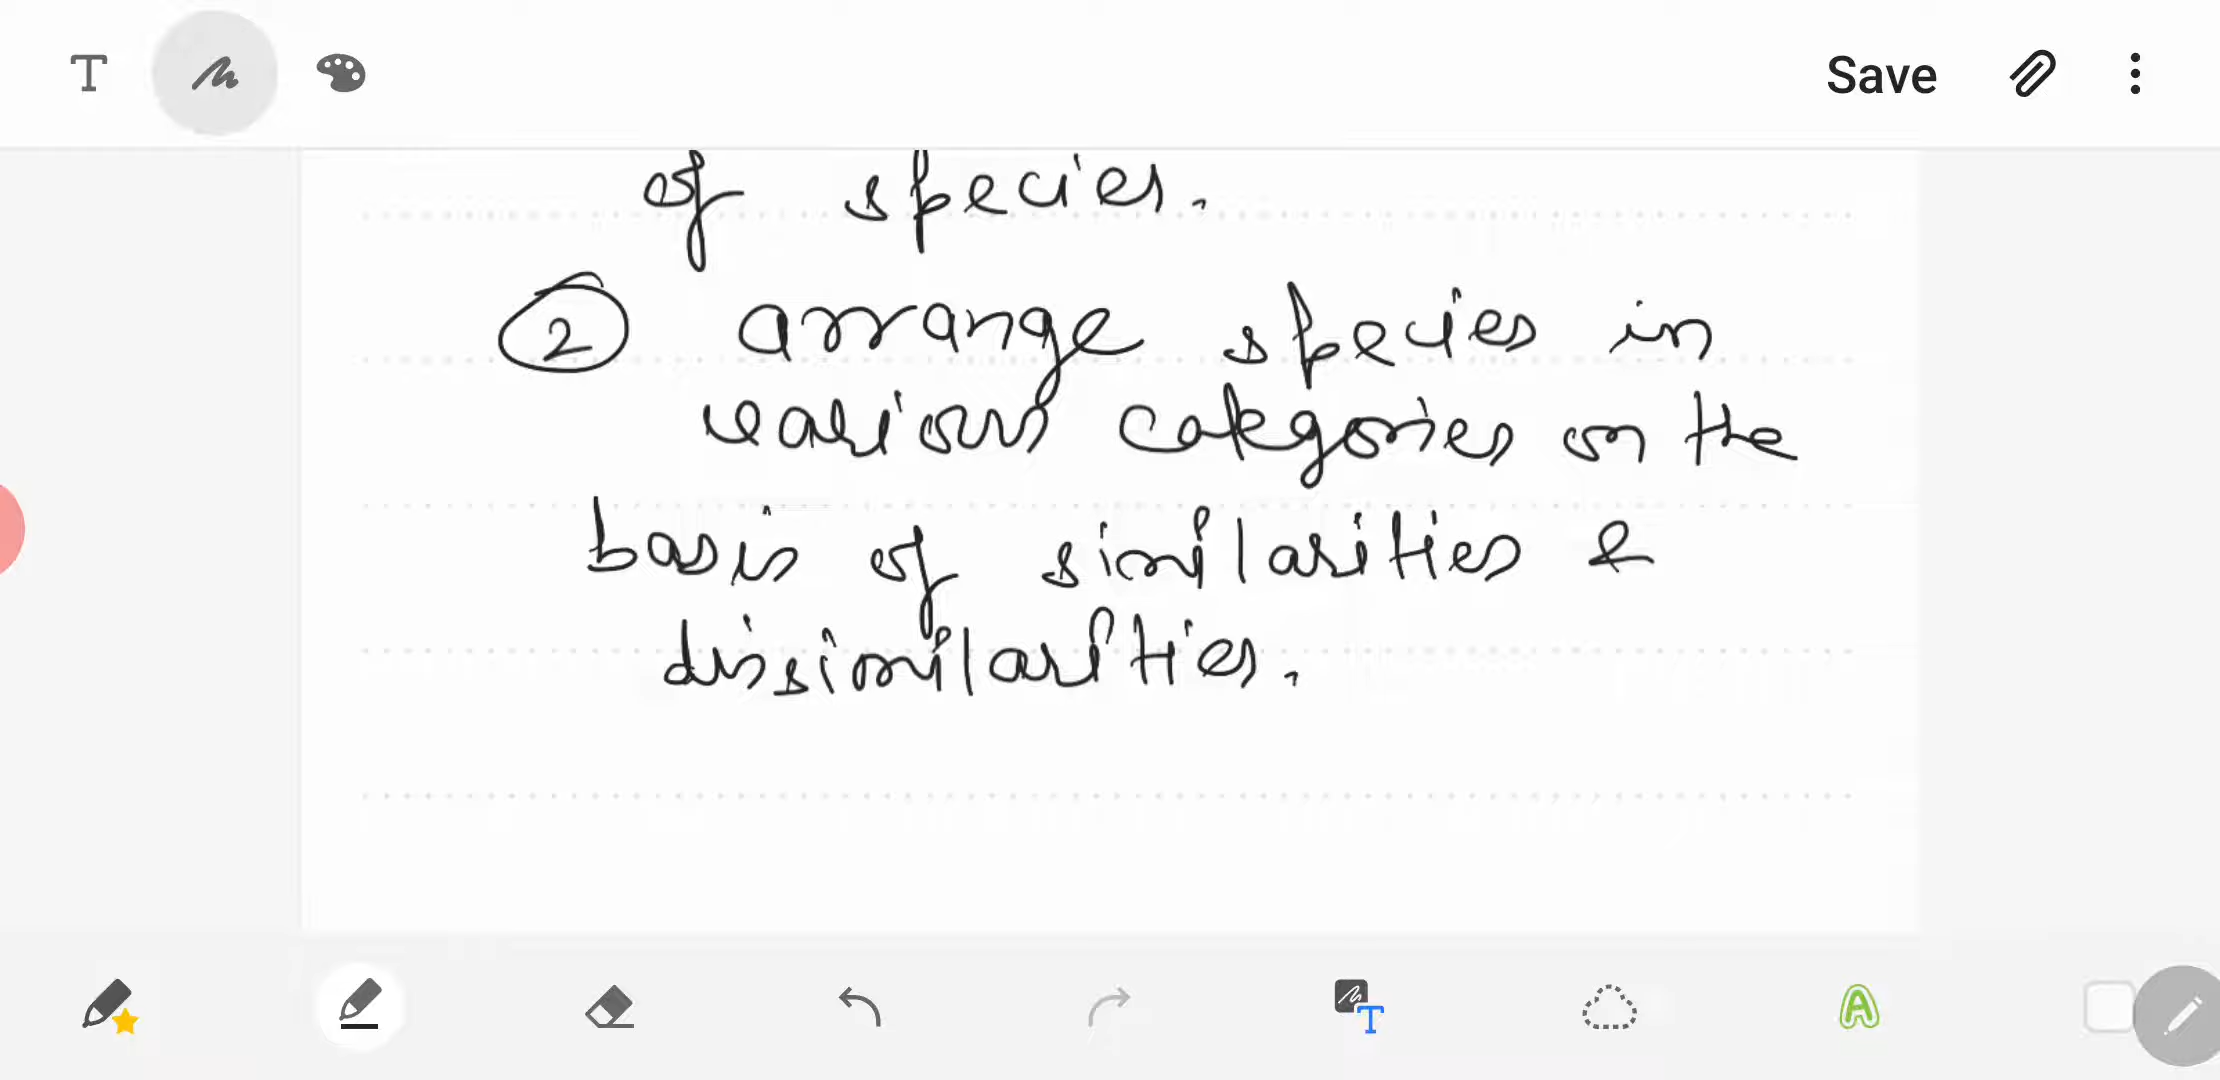 T
Save
of species.
② arrange species in
various categories on the
basis of similarities &
dissimilarities.
T
A